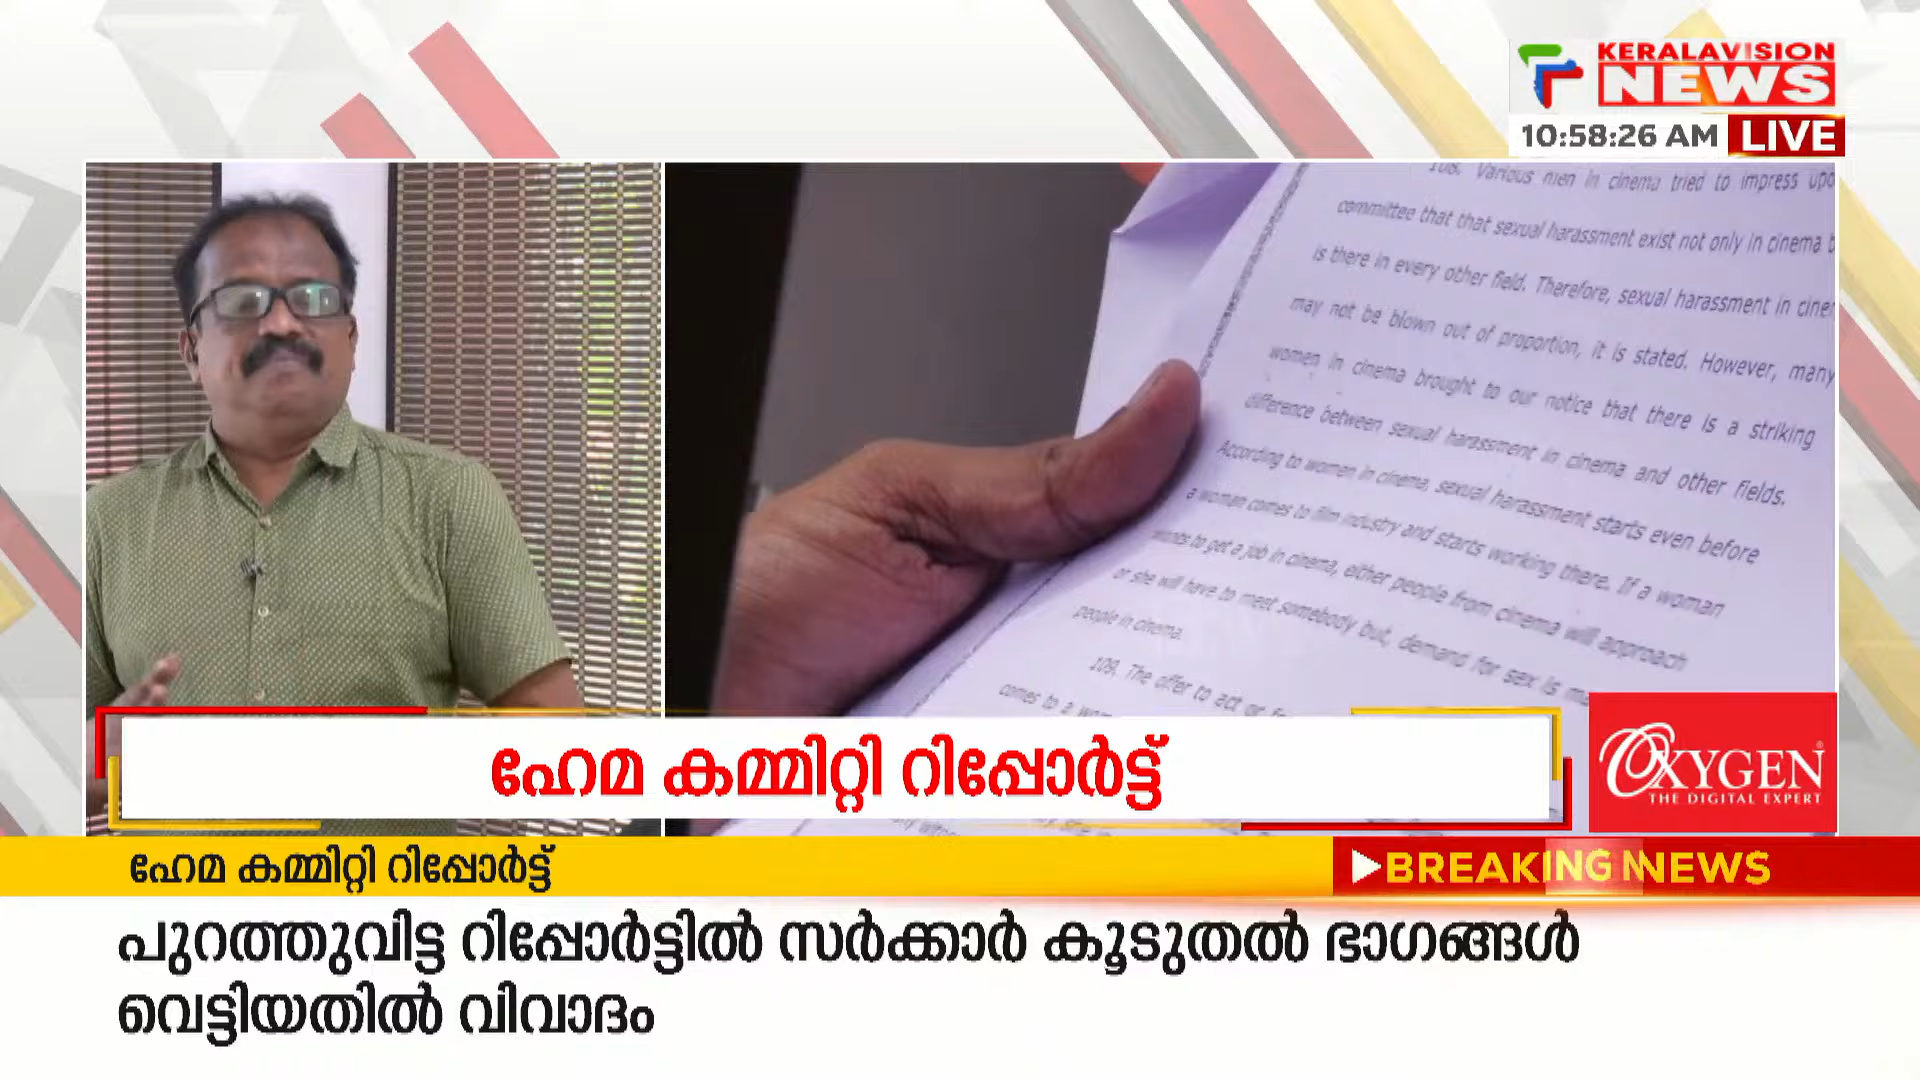 KERALAVISION
NEWS
10:58:26 AM LIVE
108. Various men in cinema tried to impress
committee that that sexual harassment exist not only in cinema
is there in every other field. Therefore, sexual harassment in
may not be blown out of proportion, it is stated. However, many
women in cinema brought to our notice that there is a striking
difference between sexual harassment in cinema and other fields.
According to women in cinema, sexual harassment starts even before
a women comes to film industry and starts working there. If a woman
wants to get a job in cinema, either people from cinema will approach
or she will have to meet somebody but, demand for sex is
people in cinema.
109. The offer to act or
comes to a
ഹേമ കമ്മിറ്റി റിപ്പോർട്ട്
OXYGEN
THE DIGITAL EXPERT
ഹേമ കമ്മിറ്റി റിപ്പോർട്ട്
BREAKING NEWS
പുറത്തുവിട്ട റിപ്പോർട്ടിൽ സർക്കാർ കൂടുതൽ ഭാഗങ്ങൾ
വെട്ടിയതിൽ വിവാദം